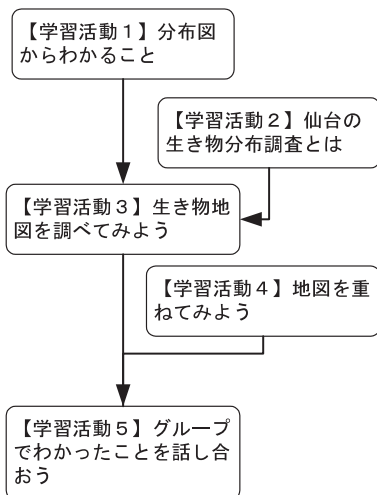 【学習活動１】分布図
からわかること
【学習活動２】仙台の
生き物分布調査とは
【学習活動３】生き物地
図を調べてみよう
【学習活動４】地図を重
ねてみよう
【学習活動５】グループ
でわかったことを話し合
おう